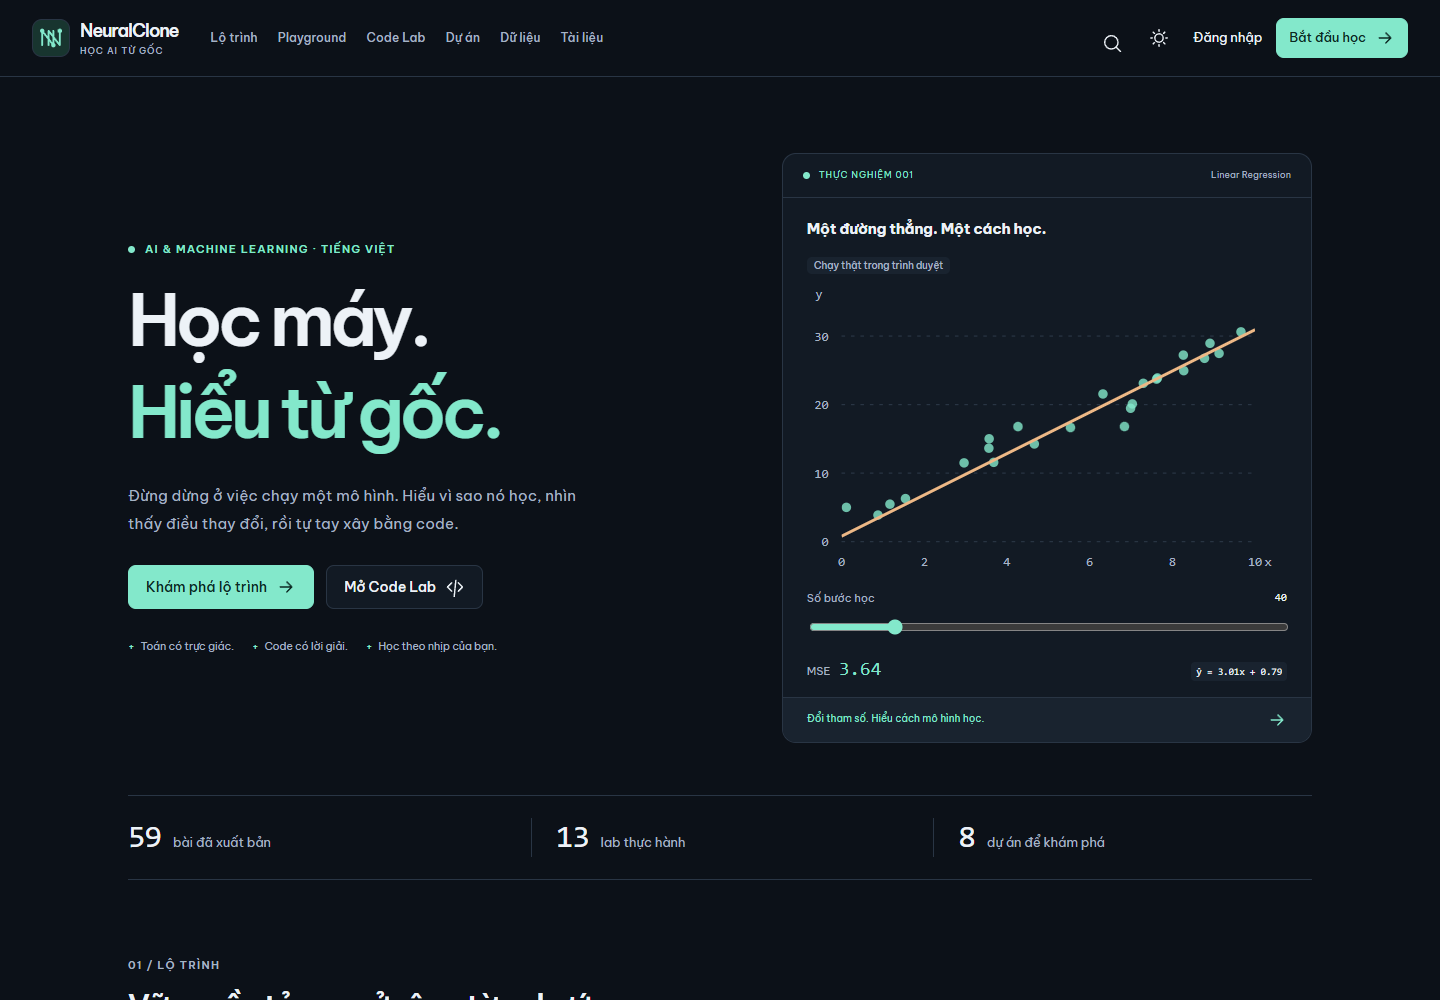 NeuralClone
HỌC AI TỪ GỐC
Lộ trình Playground Code Lab Dự án Dữ liệu Tài liệu
Đăng nhập
Bắt đầu học
AI & MACHINE LEARNING · TIẾNG VIỆT
Học máy.
Hiểu từ gốc.
Đừng dừng ở việc chạy một mô hình. Hiểu vì sao nó học, nhìn
thấy điều thay đổi, rồi tự tay xây bằng code.
Khám phá lộ trình
Mở Code Lab
+ Toán có trực giác. + Code có lời giải. + Học theo nhịp của bạn.
THỰC NGHIỆM 001
Linear Regression
Một đường thẳng. Một cách học.
Chạy thật trong trình duyệt
y
30
20
10
0
0 2 4 6 8 10 x
Số bước học
40
MSE 3.64
ŷ = 3.01x + 0.79
Đổi tham số. Hiểu cách mô hình học.
59 bài đã xuất bản
13 lab thực hành
8 dự án để khám phá
01 / LỘ TRÌNH